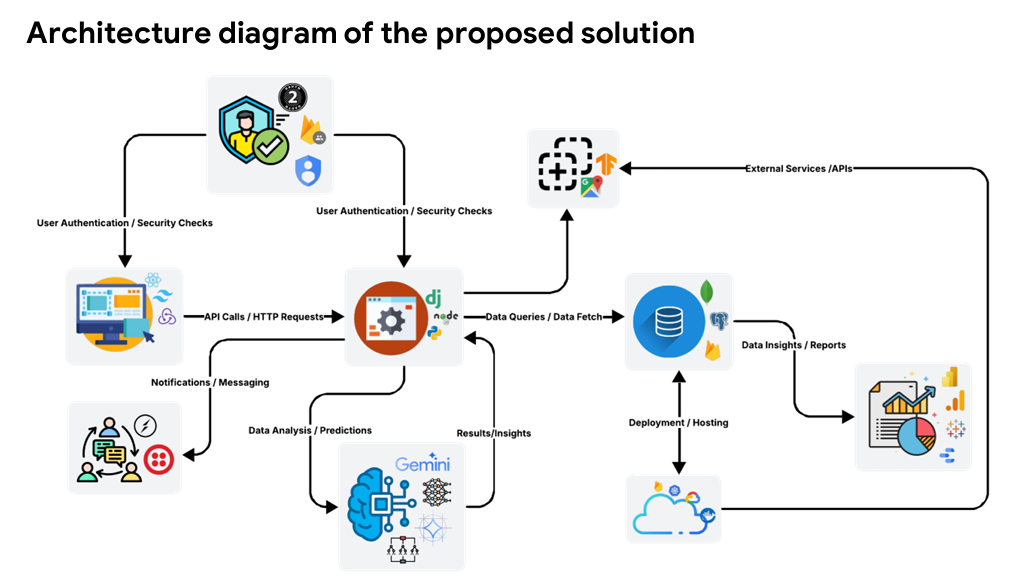 Architecture diagram of the proposed solution
2
User Authentication / Security Checks
User Authentication / Security Checks
External Services /APIs
dj
node
API Calls / HTTP Requests
Data Queries / Data Fetch
Data Insights / Reports
Notifications / Messaging
Data Analysis / Predictions
Results/Insights
Deployment / Hosting
Gemini